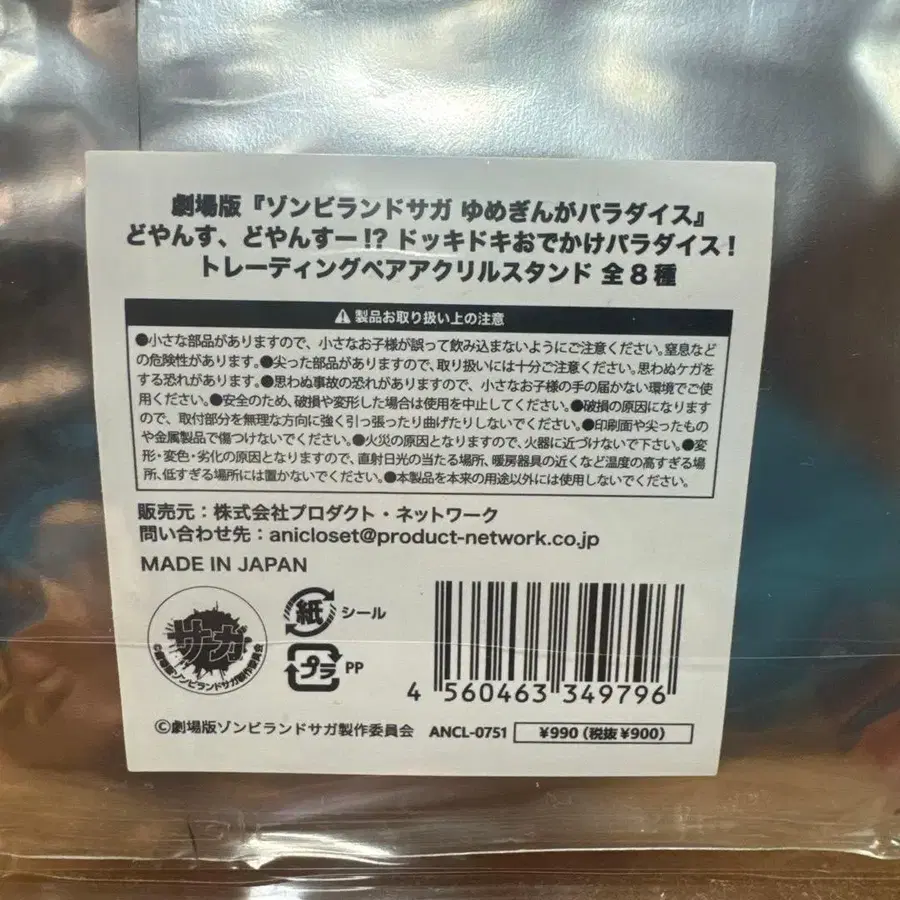 劇場版『ゾンビランドサガ ゆめぎんがパラダイス』
どやんす、どやんすー!? ドッキドキおでかけパラダイス!
トレーディングペアアクリルスタンド 全8種
製品お取り扱い上の注意
●小さな部品がありますので、小さなお子様が誤って飲み込まないようにご注意ください。窒息など
の危険性があります。●尖った部品がありますので、取り扱いには十分ご注意ください。思わぬケガを
する恐れがあります。●思わぬ事故の恐れがありますので、小さなお子様の手の届かない環境でご使
用ください。●安全のため、破損や変形した場合は使用を中止してください。●破損の原因になります
ので、取付部分を無理な方向に強く引っ張ったり曲げたりしないでください。●印刷面や尖ったもの
や金属製品で傷つけないでください。●火災の原因となりますので、火器に近づけないで下さい。●変
形・変色・劣化の原因となりますので、直射日光の当たる場所、暖房器具の近くなど温度の高すぎる場
所、低すぎる場所には置かないでください。●本製品を本来の用途以外には使用しないでください。
販売元：株式会社プロダクト・ネットワーク
問い合わせ先：anicloset@product-network.co.jp
MADE IN JAPAN
サガ
©劇場版ゾンビランドサガ製作委員会
紙 シール
プラ PP
4 560463 349796
©劇場版ゾンビランドサガ製作委員会 ANCL-0751 ¥990（税抜¥900）